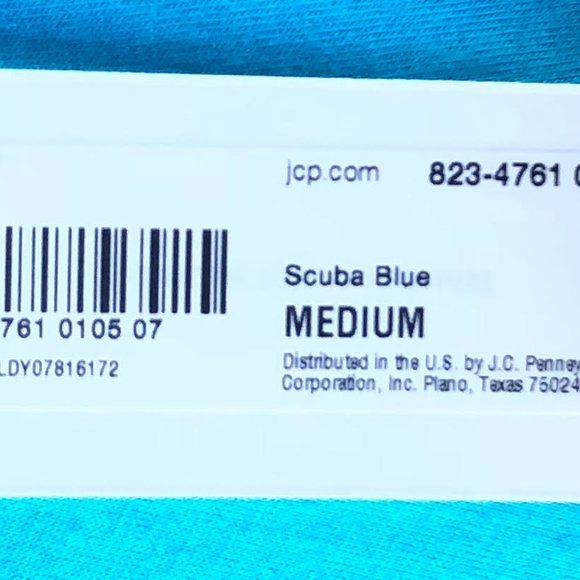 jcp.com 823-4761 0
761 0105 07
LDY07816172
Scuba Blue
MEDIUM
Distributed in the U.S. by J.C. Penney
Corporation, Inc. Plano, Texas 75024